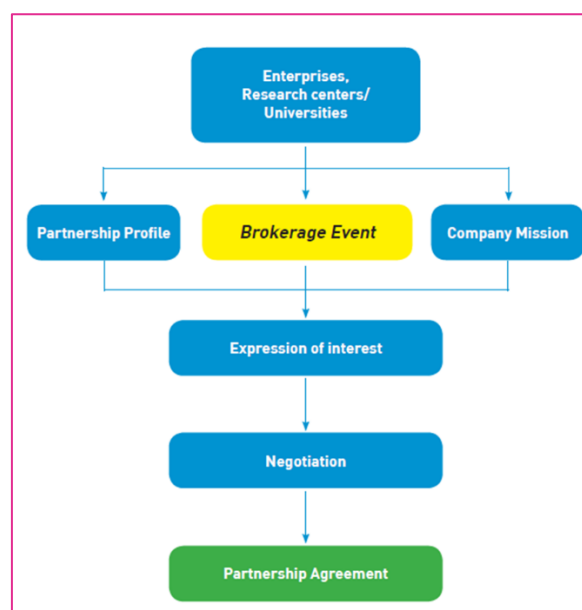 Enterprises,
Research centers/
Universities
Partnership Profile
Brokerage Event
Company Mission
Expression of interest
Negotiation
Partnership Agreement